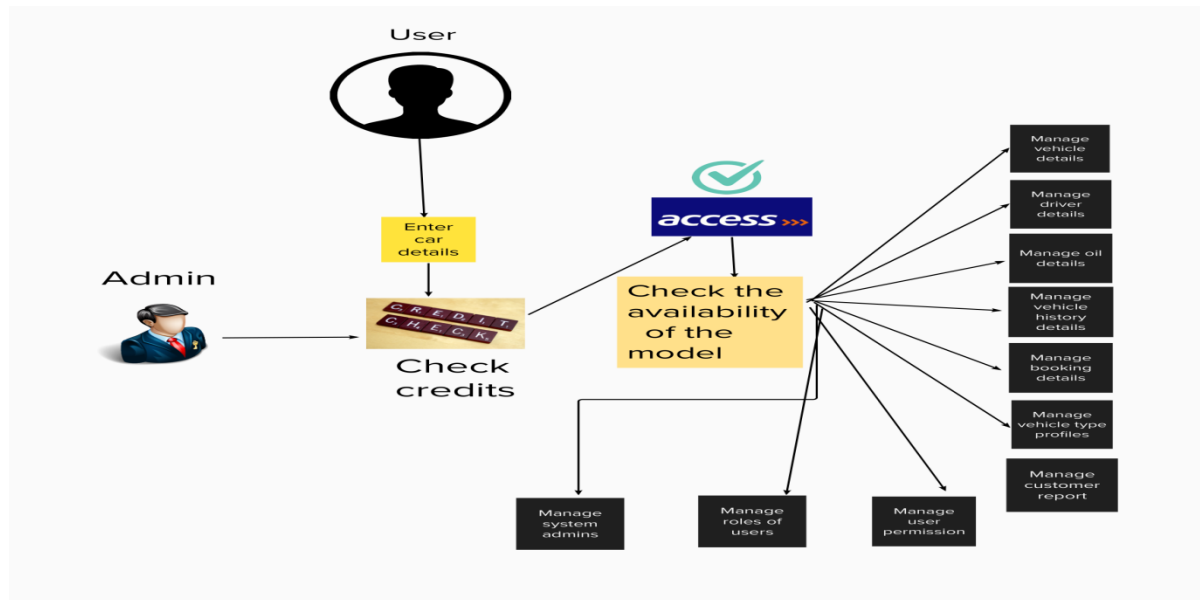 User
Enter
car
details
Admin
CREDIT
CHECK
Check
credits
access >>>
Check the
availability
of the
model
Manage
vehicle
details
Manage
driver
details
Manage oil
details
Manage
vehicle
history
details
Manage
booking
details
Manage
vehicle type
profiles
Manage
customer
report
Manage
system
admins
Manage
roles of
users
Manage
user
permission